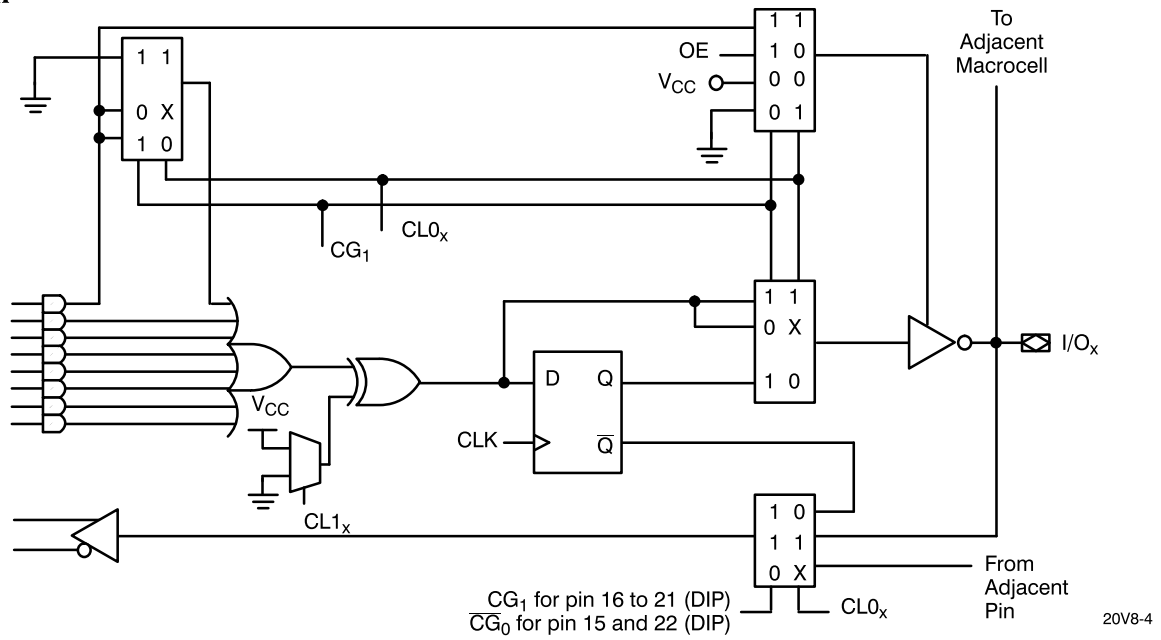 1 1
1 0
0 0
0 1
OE
VCC
To
Adjacent
Macrocell
1 1
0 X
1 0
CL0x
CG1
1 1
0 X
1 0
I/Ox
D Q
CLK
Q̅
VCC
CL1x
1 0
1 1
0 X
From
Adjacent
Pin
CG1 for pin 16 to 21 (DIP)
C̅G̅0 for pin 15 and 22 (DIP)
CL0x
20V8-4